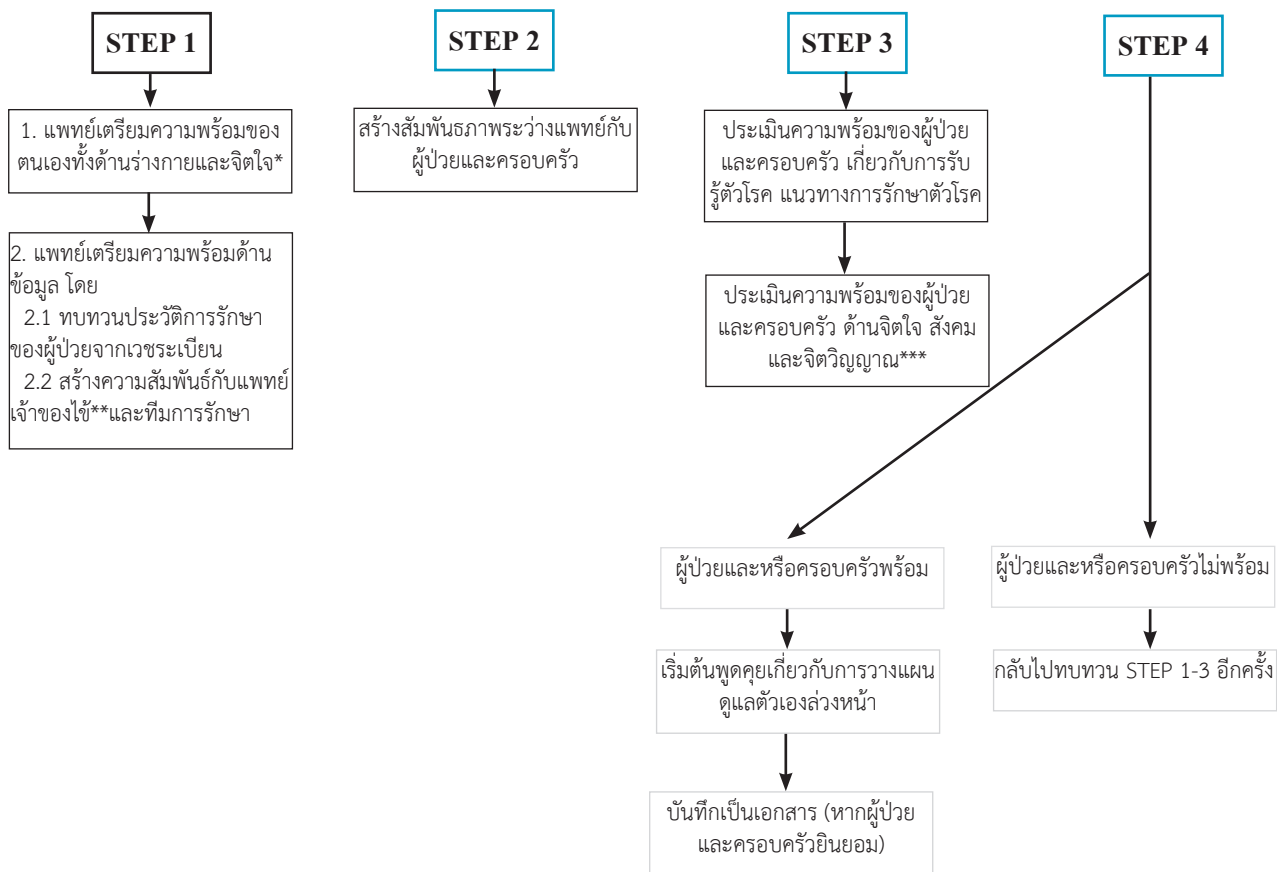 STEP 1
1. แพทย์เตรียมความพร้อมของ
ตนเองทั้งด้านร่างกายและจิตใจ*
2. แพทย์เตรียมความพร้อมด้าน
ข้อมูล โดย
2.1 ทบทวนประวัติการรักษา
ของผู้ป่วยจากเวชระเบียน
2.2 สร้างความสัมพันธ์กับแพทย์
เจ้าของไข้**และทีมการรักษา
STEP 2
สร้างสัมพันธภาพระว่างแพทย์กับ
ผู้ป่วยและครอบครัว
STEP 3
ประเมินความพร้อมของผู้ป่วย
และครอบครัว เกี่ยวกับการรับ
รู้ตัวโรค แนวทางการรักษาตัวโรค
ประเมินความพร้อมของผู้ป่วย
และครอบครัว ด้านจิตใจ สังคม
และจิตวิญญาณ***
STEP 4
ผู้ป่วยและหรือครอบครัวพร้อม
เริ่มต้นพูดคุยเกี่ยวกับการวางแผน
ดูแลตัวเองล่วงหน้า
บันทึกเป็นเอกสาร (หากผู้ป่วย
และครอบครัวยินยอม)
ผู้ป่วยและหรือครอบครัวไม่พร้อม
กลับไปทบทวน STEP 1-3 อีกครั้ง